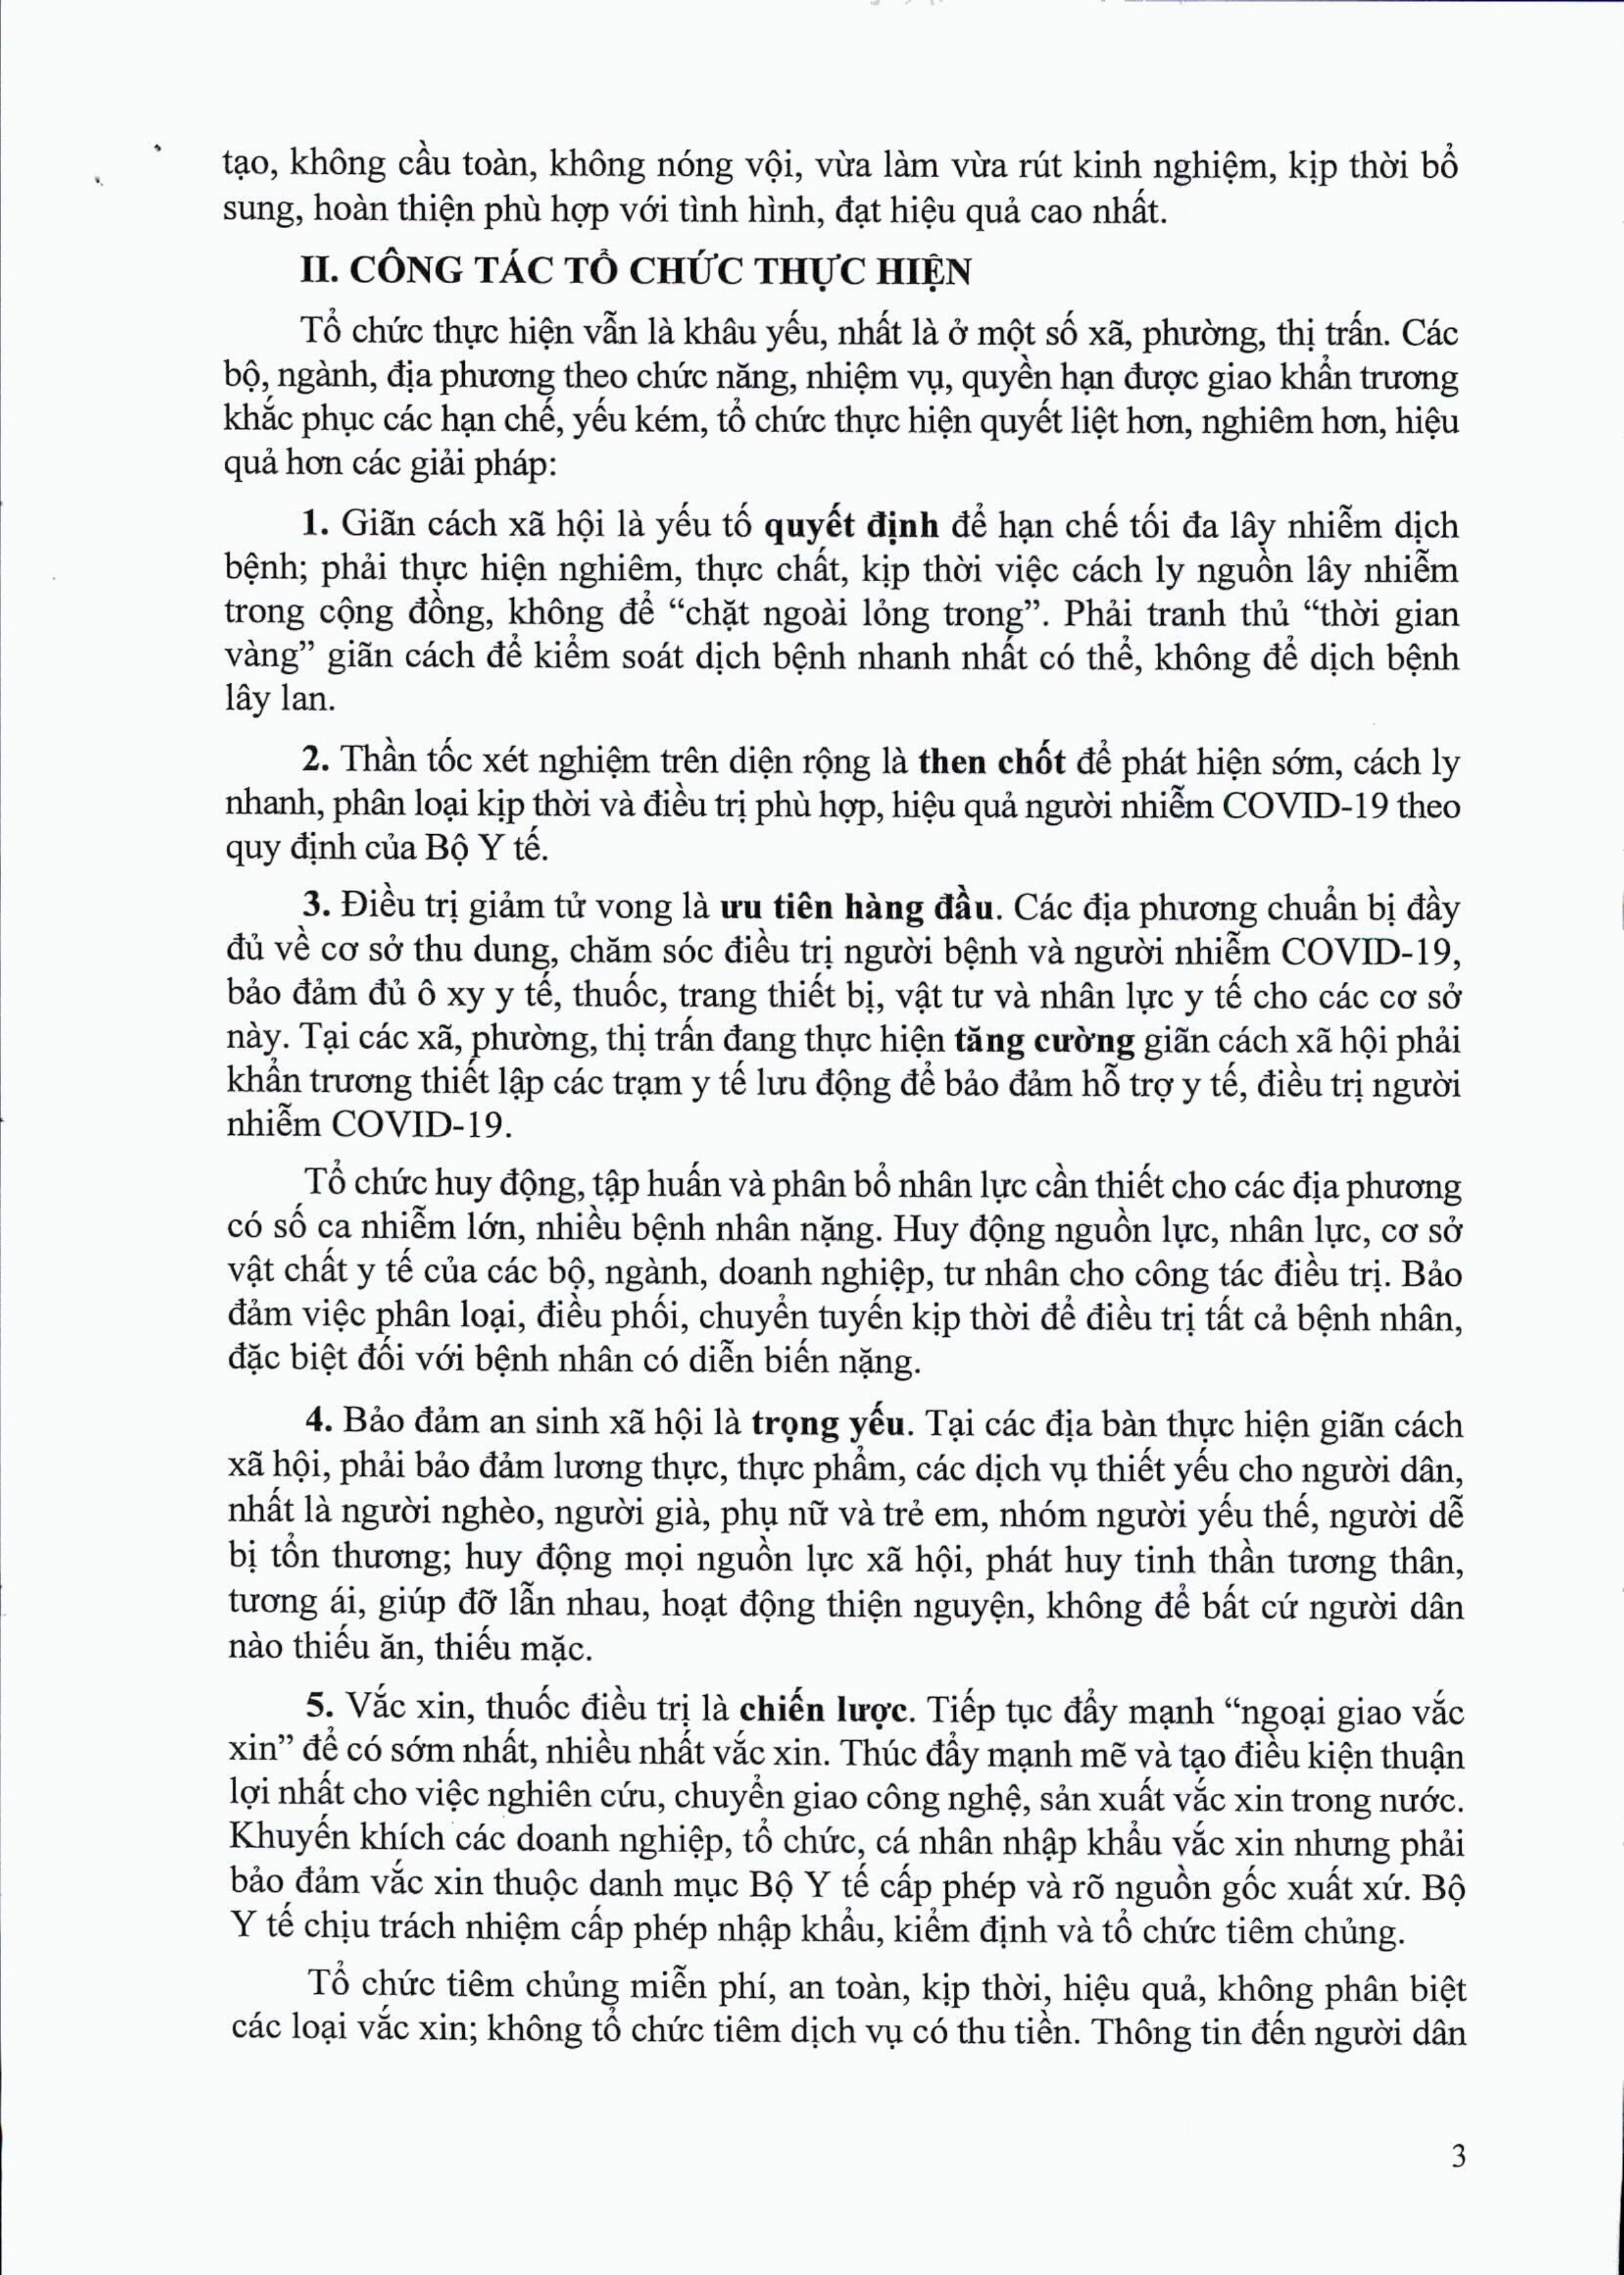 tạo, không cầu toàn, không nóng vội, vừa làm vừa rút kinh nghiệm, kịp thời bổ
sung, hoàn thiện phù hợp với tình hình, đạt hiệu quả cao nhất.
II. CÔNG TÁC TỔ CHỨC THỰC HIỆN
Tổ chức thực hiện vẫn là khâu yếu, nhất là ở một số xã, phường, thị trấn. Các
bộ, ngành, địa phương theo chức năng, nhiệm vụ, quyền hạn được giao khẩn trương
khắc phục các hạn chế, yếu kém, tổ chức thực hiện quyết liệt hơn, nghiêm hơn, hiệu
quả hơn các giải pháp:
1. Giãn cách xã hội là yếu tố quyết định để hạn chế tối đa lây nhiễm dịch
bệnh; phải thực hiện nghiêm, thực chất, kịp thời việc cách ly nguồn lây nhiễm
trong cộng đồng, không để “chặt ngoài lỏng trong”. Phải tranh thủ “thời gian
vàng” giãn cách để kiểm soát dịch bệnh nhanh nhất có thể, không để dịch bệnh
lây lan.
2. Thần tốc xét nghiệm trên diện rộng là then chốt để phát hiện sớm, cách ly
nhanh, phân loại kịp thời và điều trị phù hợp, hiệu quả người nhiễm COVID-19 theo
quy định của Bộ Y tế.
3. Điều trị giảm tử vong là ưu tiên hàng đầu. Các địa phương chuẩn bị đầy
đủ về cơ sở thu dung, chăm sóc điều trị người bệnh và người nhiễm COVID-19,
bảo đảm đủ ô xy y tế, thuốc, trang thiết bị, vật tư và nhân lực y tế cho các cơ sở
này. Tại các xã, phường, thị trấn đang thực hiện tăng cường giãn cách xã hội phải
khẩn trương thiết lập các trạm y tế lưu động để bảo đảm hỗ trợ y tế, điều trị người
nhiễm COVID-19.
Tổ chức huy động, tập huấn và phân bổ nhân lực cần thiết cho các địa phương
có số ca nhiễm lớn, nhiều bệnh nhân nặng. Huy động nguồn lực, nhân lực, cơ sở
vật chất y tế của các bộ, ngành, doanh nghiệp, tư nhân cho công tác điều trị. Bảo
đảm việc phân loại, điều phối, chuyển tuyến kịp thời để điều trị tất cả bệnh nhân,
đặc biệt đối với bệnh nhân có diễn biến nặng.
4. Bảo đảm an sinh xã hội là trọng yếu. Tại các địa bàn thực hiện giãn cách
xã hội, phải bảo đảm lương thực, thực phẩm, các dịch vụ thiết yếu cho người dân,
nhất là người nghèo, người già, phụ nữ và trẻ em, nhóm người yếu thế, người dễ
bị tổn thương; huy động mọi nguồn lực xã hội, phát huy tinh thần tương thân,
tương ái, giúp đỡ lẫn nhau, hoạt động thiện nguyện, không để bất cứ người dân
nào thiếu ăn, thiếu mặc.
5. Vắc xin, thuốc điều trị là chiến lược. Tiếp tục đẩy mạnh “ngoại giao vắc
xin” để có sớm nhất, nhiều nhất vắc xin. Thúc đẩy mạnh mẽ và tạo điều kiện thuận
lợi nhất cho việc nghiên cứu, chuyển giao công nghệ, sản xuất vắc xin trong nước.
Khuyến khích các doanh nghiệp, tổ chức, cá nhân nhập khẩu vắc xin nhưng phải
bảo đảm vắc xin thuộc danh mục Bộ Y tế cấp phép và rõ nguồn gốc xuất xứ. Bộ
Y tế chịu trách nhiệm cấp phép nhập khẩu, kiểm định và tổ chức tiêm chủng.
Tổ chức tiêm chủng miễn phí, an toàn, kịp thời, hiệu quả, không phân biệt
các loại vắc xin; không tổ chức tiêm dịch vụ có thu tiền. Thông tin đến người dân
3